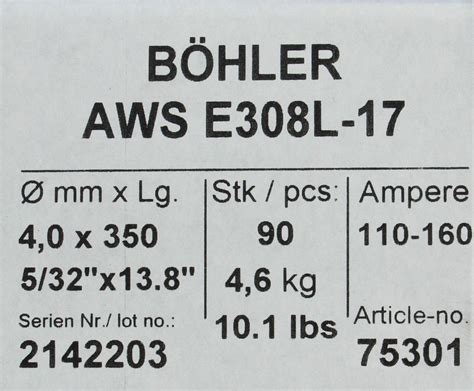 BÖHLER
AWS E308L-17
Ø mm x Lg.
4,0 x 350
5/32"x13.8"
Serien Nr./ lot no.:
2142203
Stk / pcs:
90
4,6 kg
10.1 lbs
Ampere
110-160
Article-no.
75301